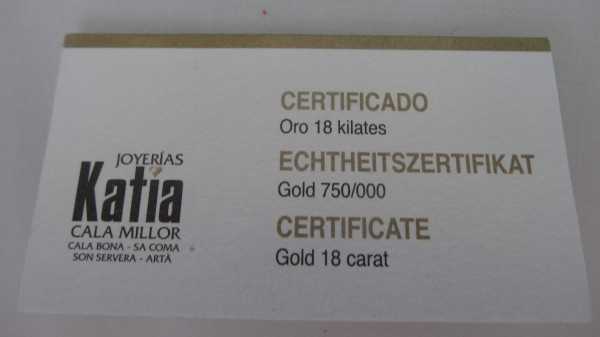 JOYERÍAS
Katia
CALA MILLOR
CALA BONA - SA COMA
SON SERVERA - ARTÀ
CERTIFICADO
Oro 18 kilates
ECHTHEITSZERTIFIKAT
Gold 750/000
CERTIFICATE
Gold 18 carat